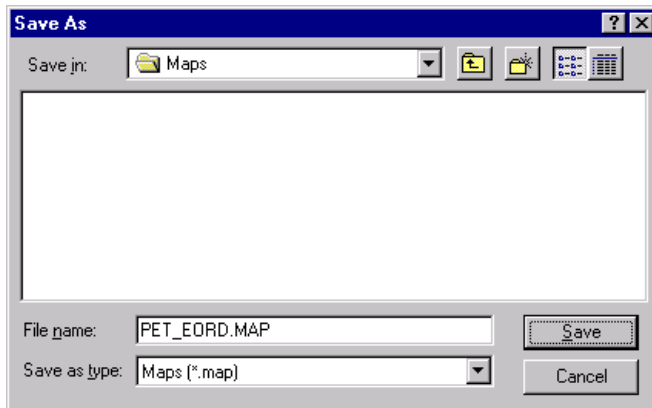 Save As
Save in: Maps
File name: PET_EORD.MAP Save
Save as type: Maps (*.map) Cancel